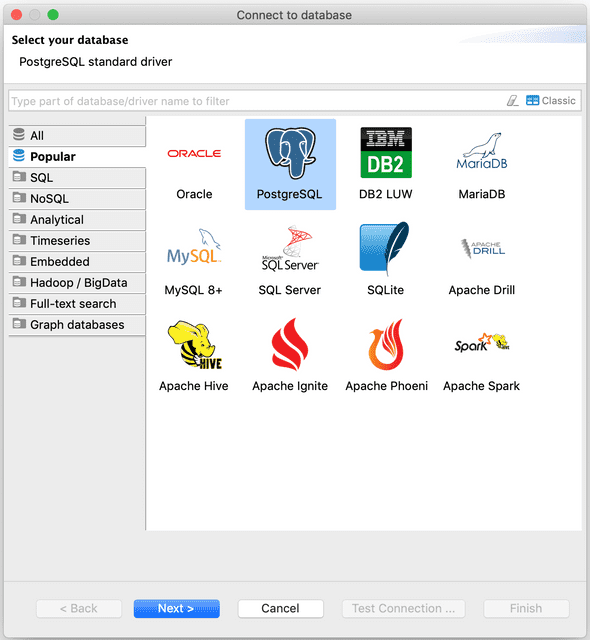 Connect to database
Select your database
PostgreSQL standard driver
Type part of database/driver name to filter
Classic
All
Popular
SQL
NoSQL
Analytical
Timeseries
Embedded
Hadoop / BigData
Full-text search
Graph databases
ORACLE
IBM
DB2
MariaDB
Oracle
PostgreSQL
DB2 LUW
MariaDB
MySQL
Microsoft
SQL Server
APACHE
DRILL
MySQL 8+
SQL Server
SQLite
Apache Drill
HIVE
Spark
HIVE
Apache Hive
Apache Ignite
Apache Phoeni
Apache Spark
< Back
Next >
Cancel
Test Connection ...
Finish